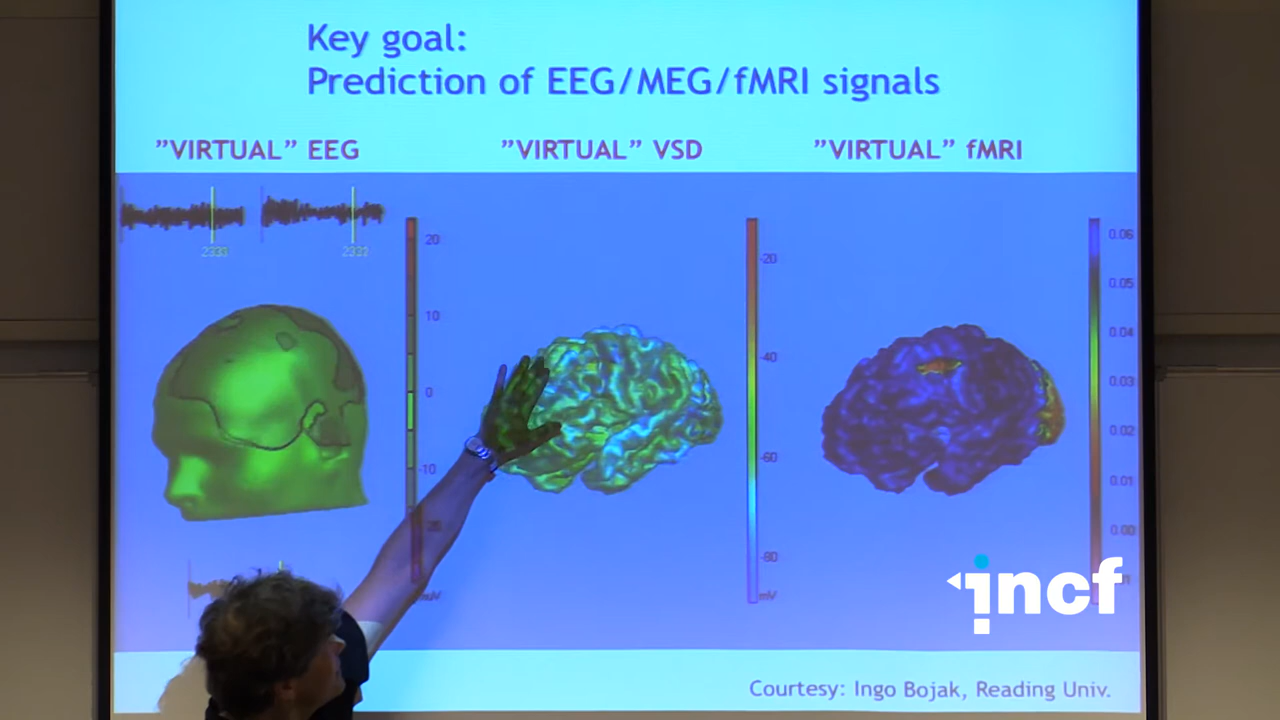 Key goal:
Prediction of EEG/MEG/fMRI signals
”VIRTUAL” EEG
”VIRTUAL” VSD
”VIRTUAL” fMRI
2333
2332
20
10
0
-10
mV
-20
-40
-60
-80
mV
0.06
0.05
0.04
0.03
0.02
0.01
0.00
incf
Courtesy: Ingo Bojak, Reading Univ.